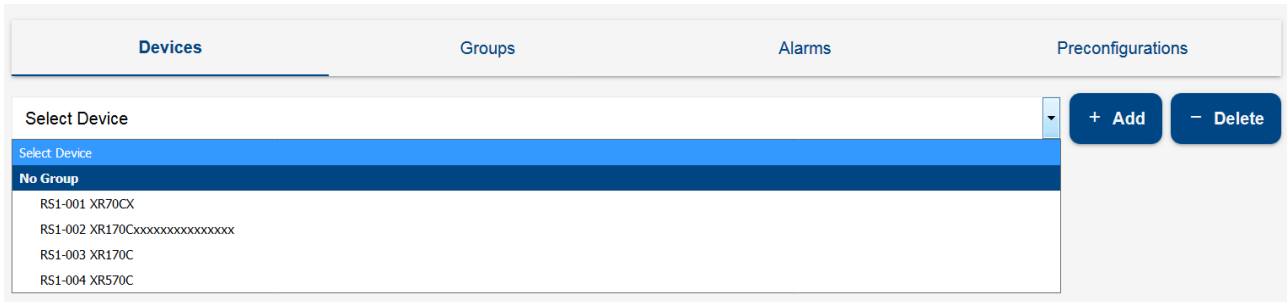 Devices Groups Alarms Preconfigurations
Select Device + Add − Delete
Select Device
No Group
RS1-001 XR70CX
RS1-002 XR170Cxxxxxxxxxxxxxxx
RS1-003 XR170C
RS1-004 XR570C